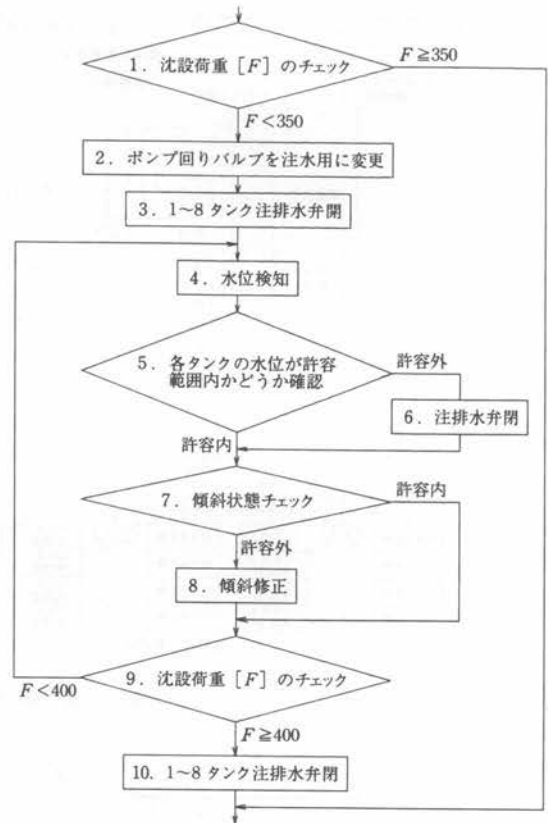 1．沈設荷重［F］のチェック
F≧350
F＜350
2．ポンプ回りバルブを注水用に変更
3．1～8タンク注排水弁開
4．水位検知
5．各タンクの水位が許容
範囲内かどうか確認
許容外
6．注排水弁閉
許容内
7．傾斜状態チェック
許容内
許容外
8．傾斜修正
9．沈設荷重［F］のチェック
F＜400
F≧400
10．1～8タンク注排水弁閉